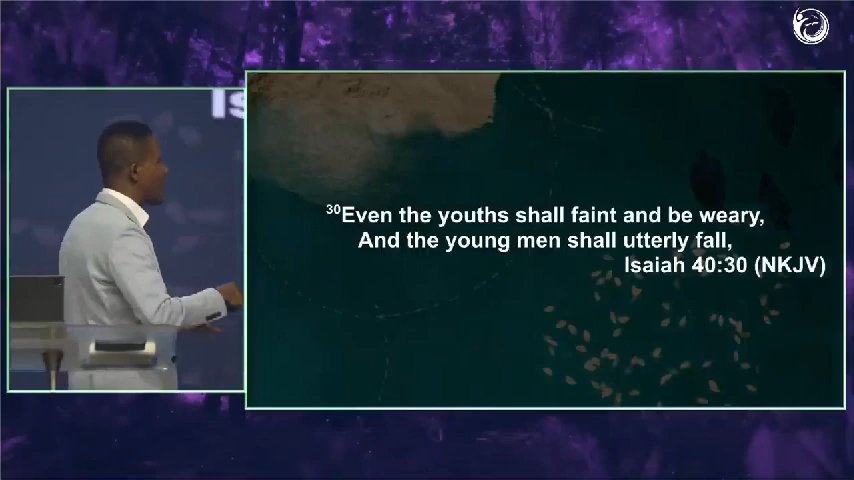 Is
³⁰Even the youths shall faint and be weary,
And the young men shall utterly fall,
Isaiah 40:30 (NKJV)